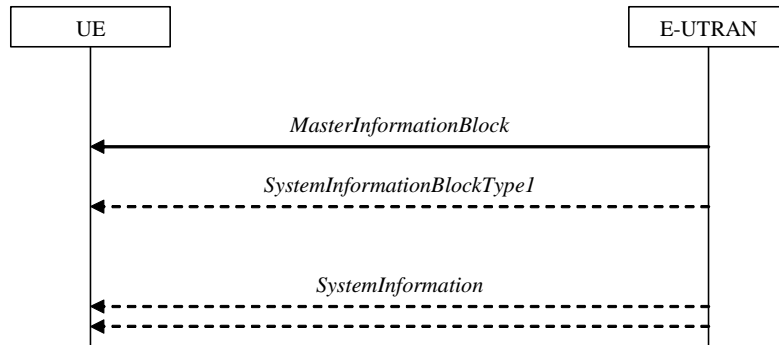 UE
E-UTRAN
MasterInformationBlock
SystemInformationBlockType1
SystemInformation